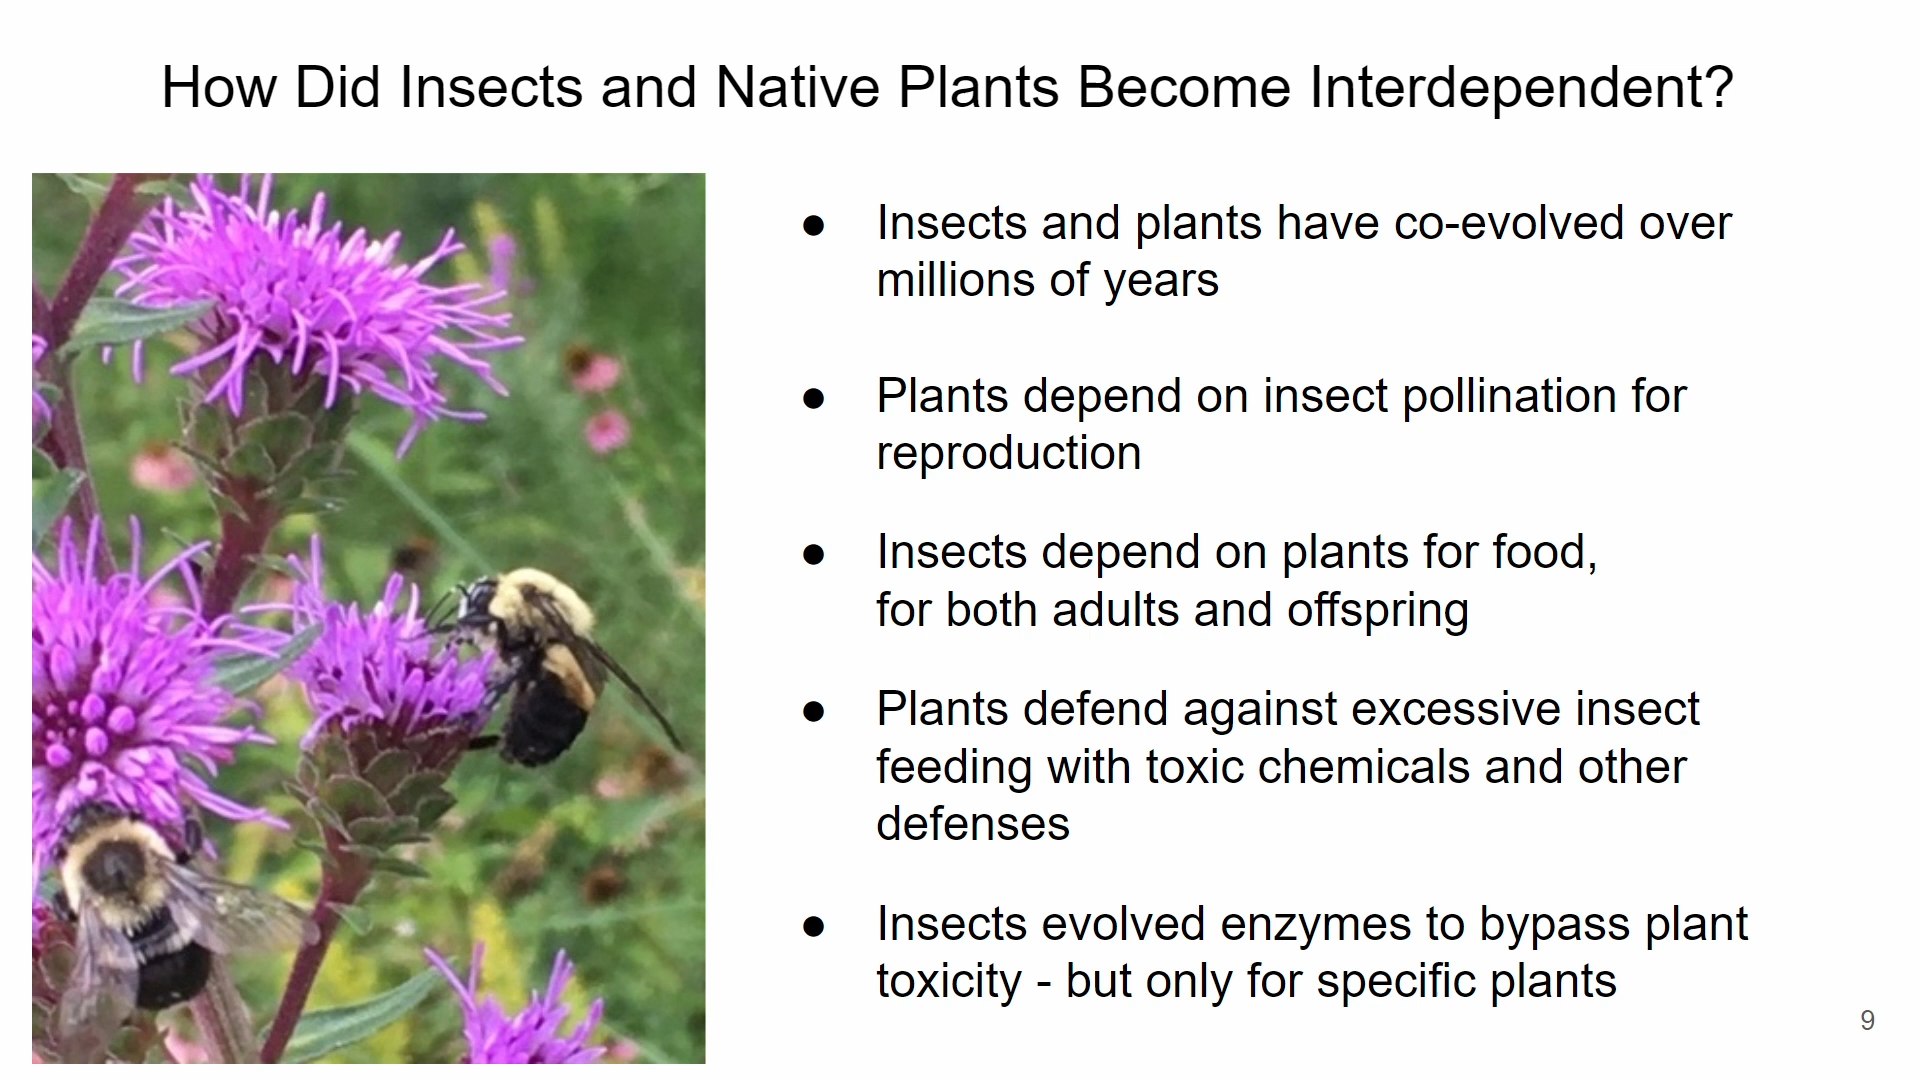 How Did Insects and Native Plants Become Interdependent?
● Insects and plants have co-evolved over
millions of years
● Plants depend on insect pollination for
reproduction
● Insects depend on plants for food,
for both adults and offspring
● Plants defend against excessive insect
feeding with toxic chemicals and other
defenses
● Insects evolved enzymes to bypass plant
toxicity - but only for specific plants
9